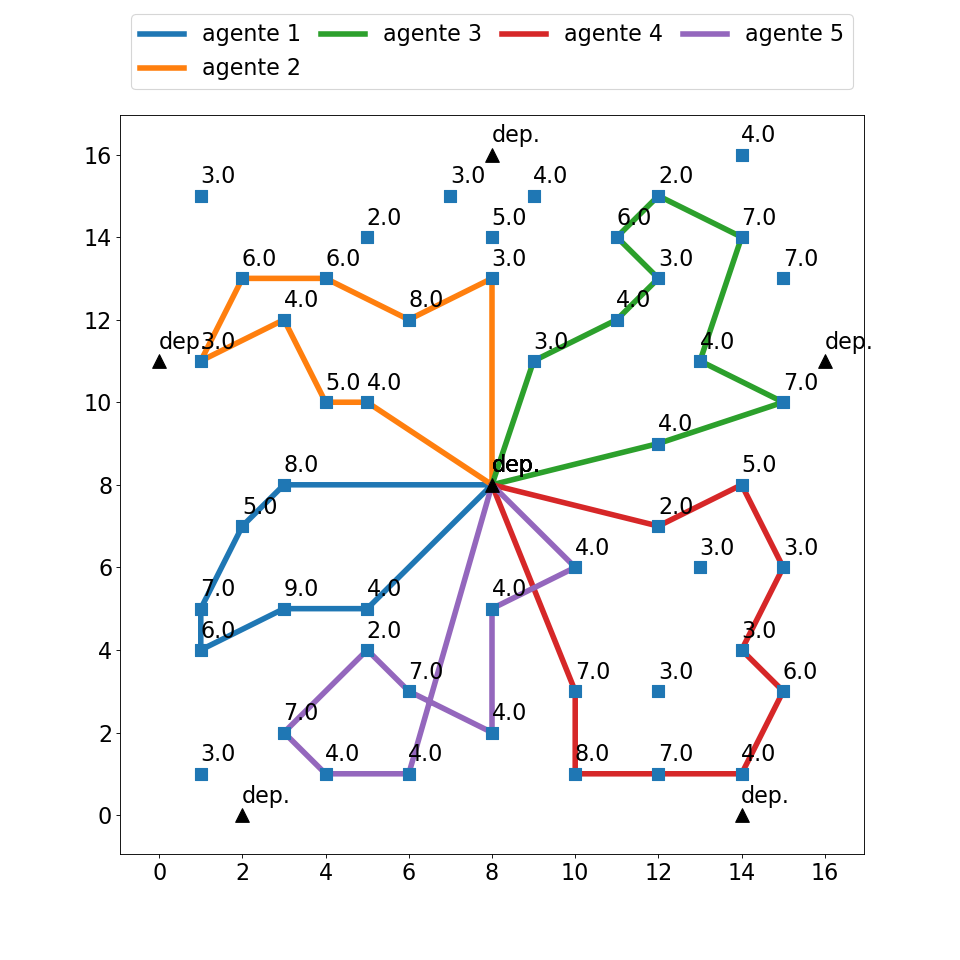 agente 1 agente 3 agente 4 agente 5
agente 2
4.0
16 dep.
3.0 3.0 4.0 2.0
2.0 5.0 6.0 7.0
14
6.0 6.0 3.0 3.0 7.0
4.0 8.0 4.0
12
dep. 3.0 3.0 4.0 dep.
5.0 4.0 7.0
10
4.0
8.0 dep. 5.0
8
5.0 2.0
4.0 3.0 3.0
6
7.0 9.0 4.0 4.0
6.0 2.0 3.0
4
7.0 7.0 3.0 6.0
7.0 4.0
2
3.0 4.0 4.0 8.0 7.0 4.0
dep. dep.
0
0 2 4 6 8 10 12 14 16